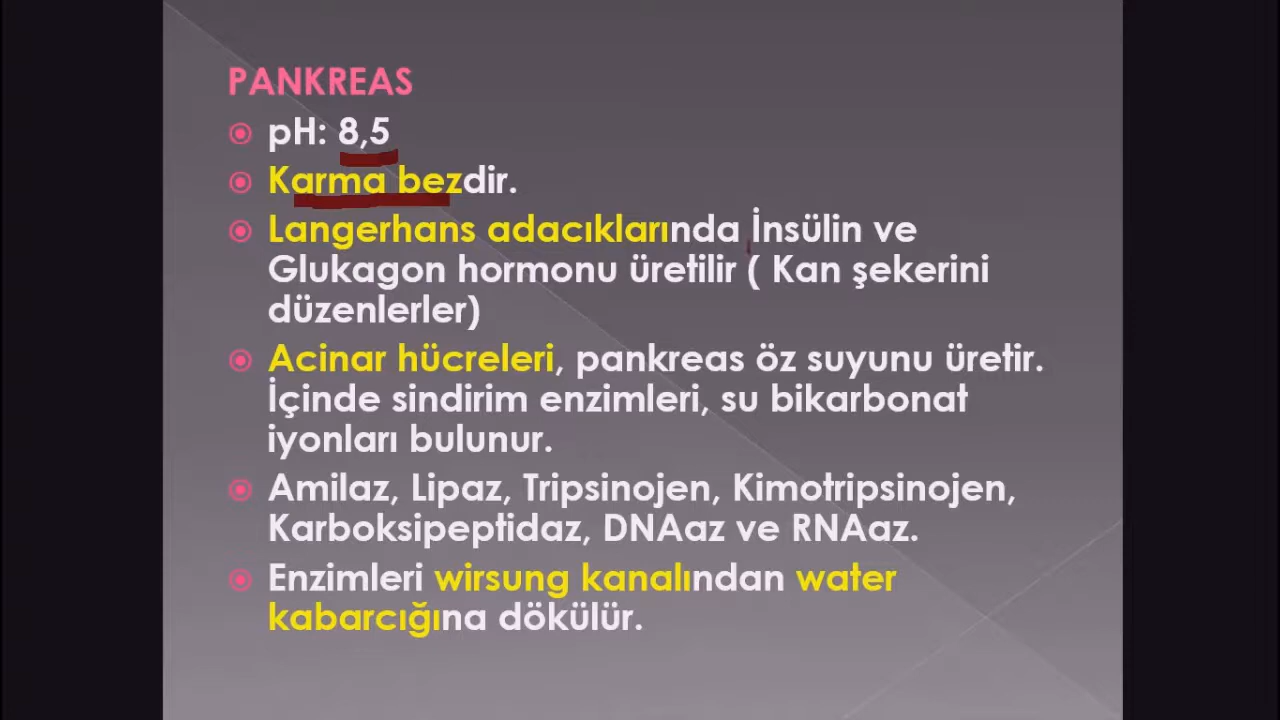 PANKREAS
pH: 8,5
Karma bezdir.
Langerhans adacıklarında İnsülin ve
Glukagon hormonu üretilir ( Kan şekerini
düzenlerler)
Acinar hücreleri, pankreas öz suyunu üretir.
İçinde sindirim enzimleri, su bikarbonat
iyonları bulunur.
Amilaz, Lipaz, Tripsinojen, Kimotripsinojen,
Karboksipeptidaz, DNAaz ve RNAaz.
Enzimleri wirsung kanalından water
kabarcığına dökülür.